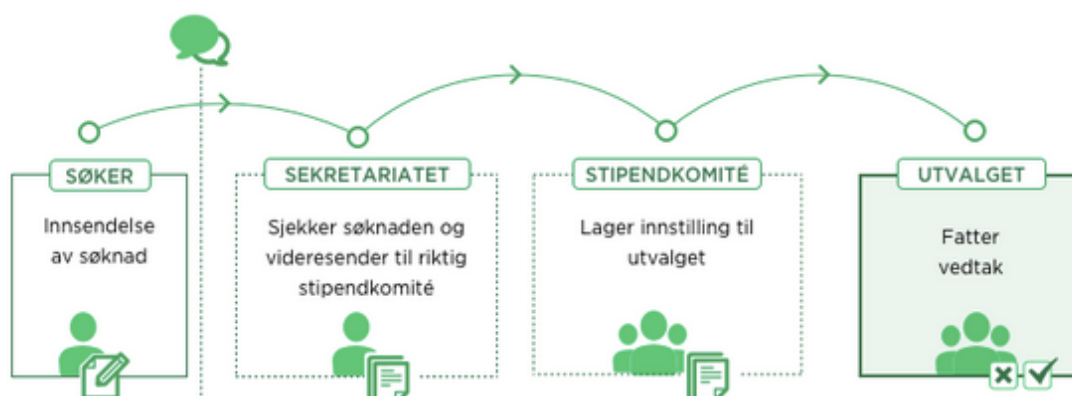 SØKER
Innsendelse
av søknad
SEKRETARIATET
Sjekker søknaden og
videresender til riktig
stipendkomité
STIPENDKOMITÉ
Lager innstilling til
utvalget
UTVALGET
Fatter
vedtak